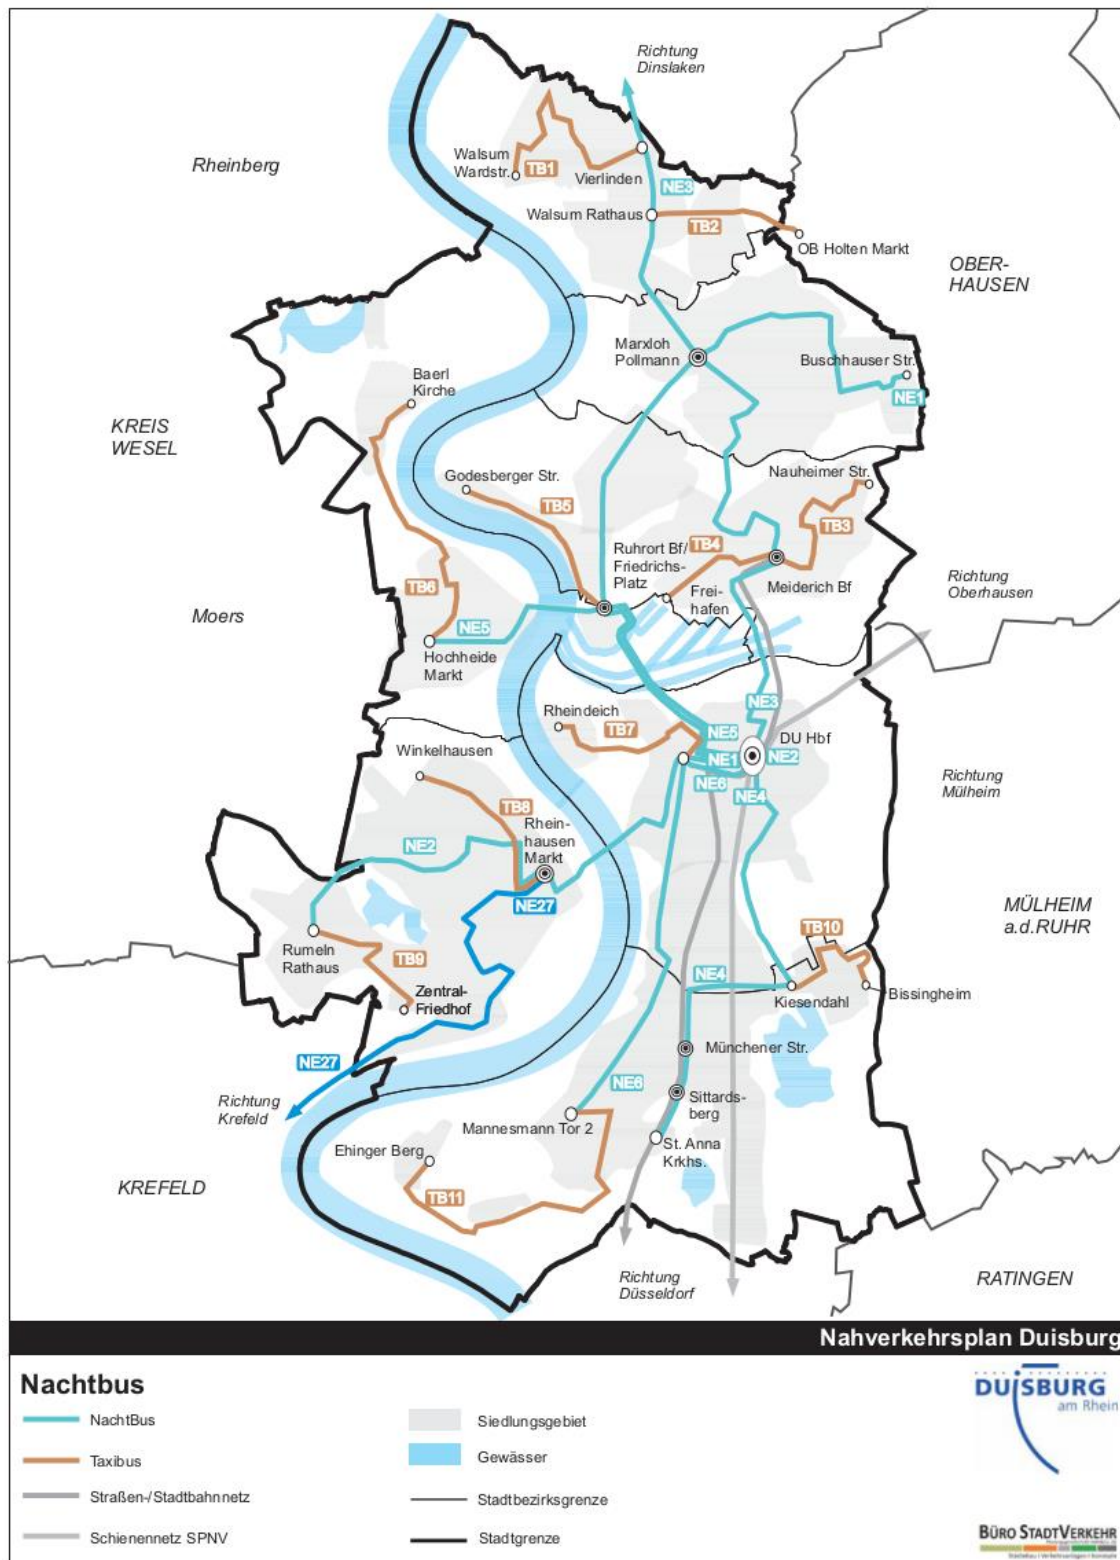 Richtung
Dinslaken
Rheinberg
Walsum
Wardstr.
TB1
Vierlinden
NE3
Walsum Rathaus
TB2
OB Holten Markt
OBER-
HAUSEN
Marxloh
Pollmann
Buschhauser Str.
NE1
Baerl
Kirche
KREIS
WESEL
Godesberger Str.
TB5
Nauheimer Str.
TB3
TB4
Ruhrort Bf/
Friedrichs-
Platz
Frei-
hafen
Meiderich Bf
Richtung
Oberhausen
TB6
Moers
NE5
Hochheide
Markt
NE3
Rheindeich
TB7
NE5
DU Hbf
NE1
NE2
NE6
NE4
Winkelhausen
Richtung
Mülheim
TB8
NE2
Rhein-
hausen
Markt
NE27
MÜLHEIM
a.d.RUHR
TB10
Rumeln
Rathaus
TB9
NE4
Zentral-
Friedhof
Kiesendahl
Bissingheim
Münchener Str.
NE27
NE6
Richtung
Krefeld
Sittards-
berg
Mannesmann Tor 2
St. Anna
Krkhs.
Ehinger Berg
KREFELD
TB11
Richtung
Düsseldorf
RATINGEN
Nahverkehrsplan Duisburg
Nachtbus
NachtBus
Taxibus
Straßen-/Stadtbahnnetz
Schienennetz SPNV
Siedlungsgebiet
Gewässer
Stadtbezirksgrenze
Stadtgrenze
DUISBURG
am Rhein
BÜRO STADTVERKEHR